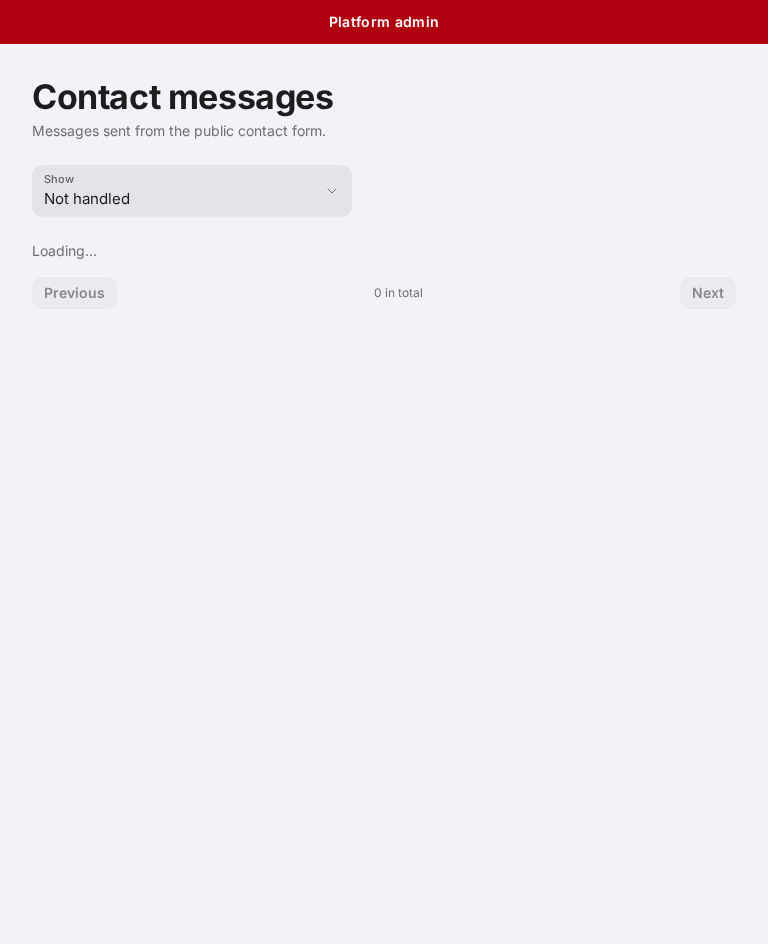 Platform admin
Contact messages
Messages sent from the public contact form.
Show
Not handled
Loading...
Previous
0 in total
Next